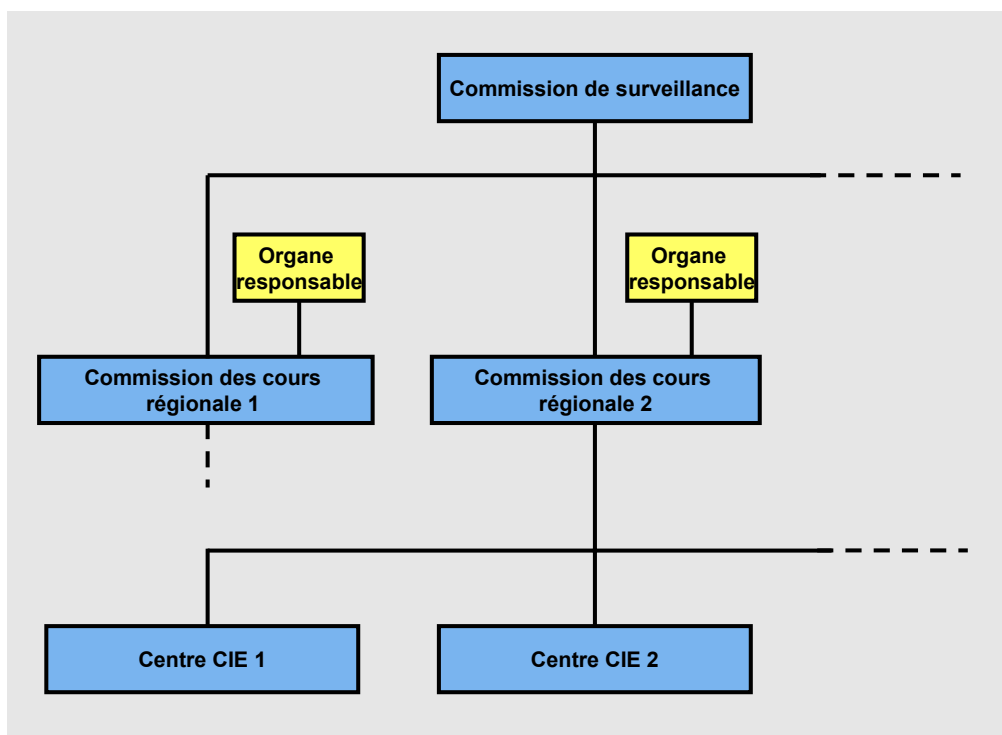 Commission de surveillance
Organe
responsable
Organe
responsable
Commission des cours
régionale 1
Commission des cours
régionale 2
Centre CIE 1
Centre CIE 2